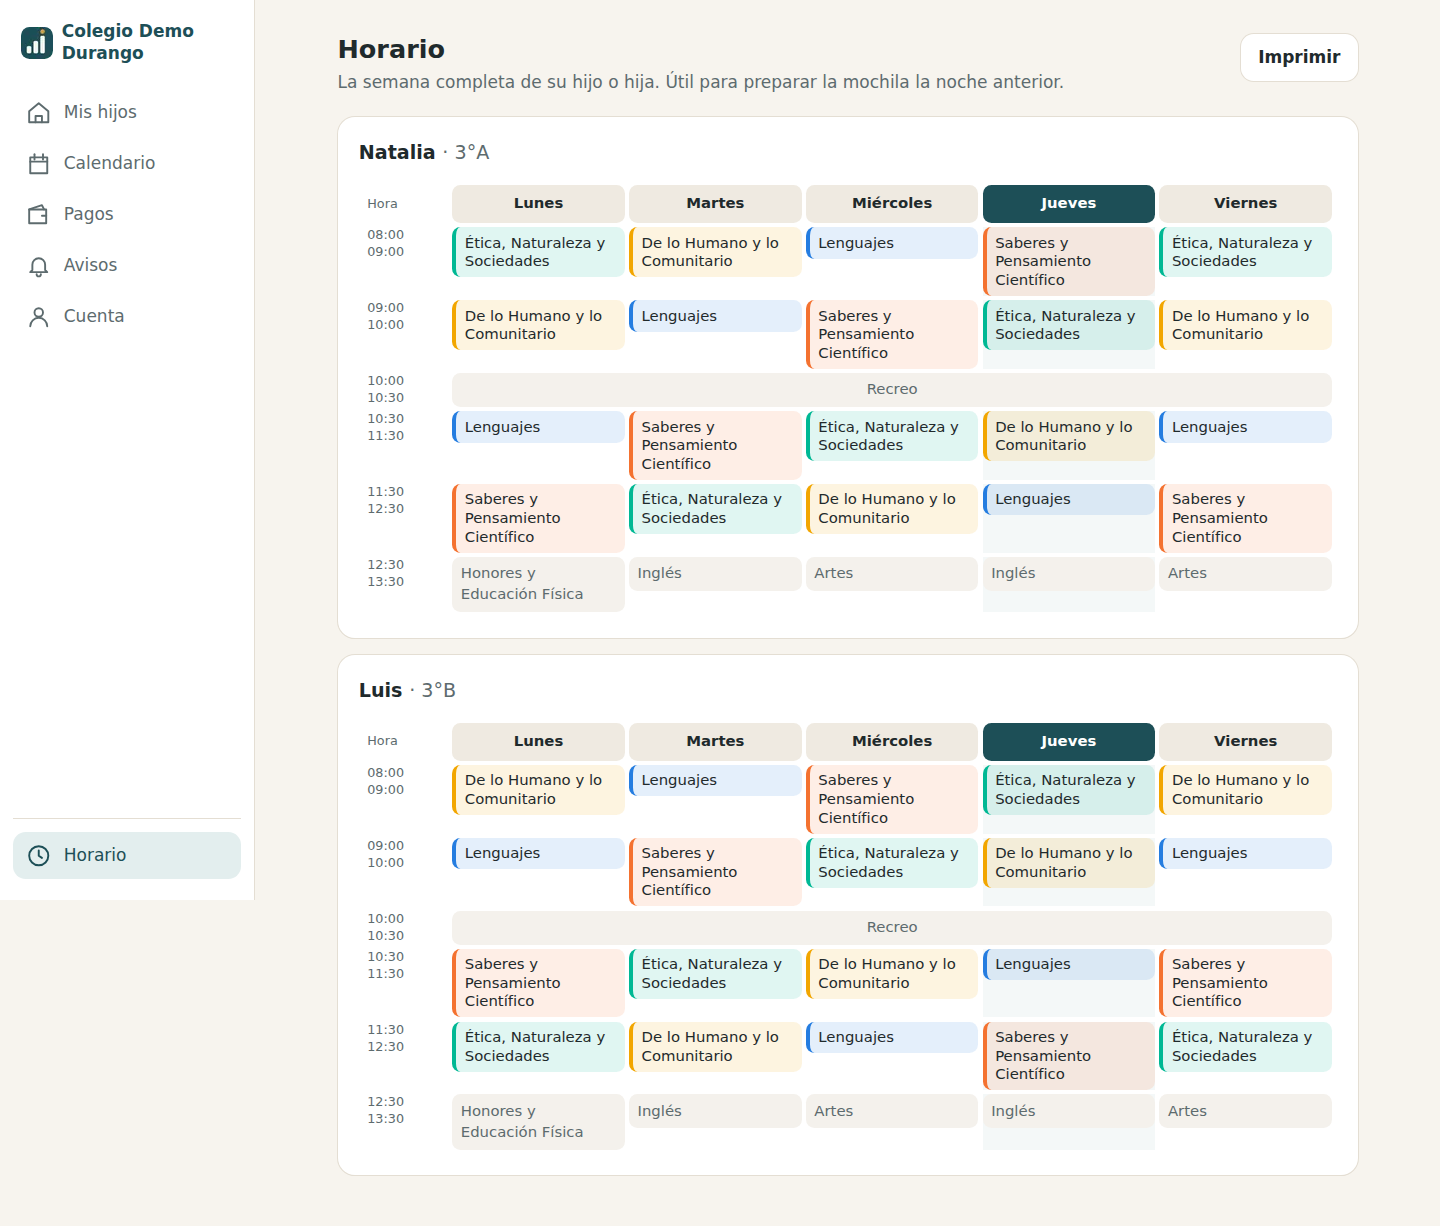 Colegio Demo
Durango
Mis hijos
Calendario
Pagos
Avisos
Cuenta
Horario
Horario
La semana completa de su hijo o hija. Útil para preparar la mochila la noche anterior.
Imprimir
Natalia · 3°A
Hora Lunes Martes Miércoles Jueves Viernes
08:00
09:00
Ética, Naturaleza y
Sociedades
De lo Humano y lo
Comunitario
Lenguajes
Saberes y
Pensamiento
Científico
Ética, Naturaleza y
Sociedades
09:00
10:00
De lo Humano y lo
Comunitario
Lenguajes
Saberes y
Pensamiento
Científico
Ética, Naturaleza y
Sociedades
De lo Humano y lo
Comunitario
10:00
10:30
Recreo
10:30
11:30
Lenguajes
Saberes y
Pensamiento
Científico
Ética, Naturaleza y
Sociedades
De lo Humano y lo
Comunitario
Lenguajes
11:30
12:30
Saberes y
Pensamiento
Científico
Ética, Naturaleza y
Sociedades
De lo Humano y lo
Comunitario
Lenguajes
Saberes y
Pensamiento
Científico
12:30
13:30
Honores y
Educación Física
Inglés
Artes
Inglés
Artes
Luis · 3°B
Hora Lunes Martes Miércoles Jueves Viernes
08:00
09:00
De lo Humano y lo
Comunitario
Lenguajes
Saberes y
Pensamiento
Científico
Ética, Naturaleza y
Sociedades
De lo Humano y lo
Comunitario
09:00
10:00
Lenguajes
Saberes y
Pensamiento
Científico
Ética, Naturaleza y
Sociedades
De lo Humano y lo
Comunitario
Lenguajes
10:00
10:30
Recreo
10:30
11:30
Saberes y
Pensamiento
Científico
Ética, Naturaleza y
Sociedades
De lo Humano y lo
Comunitario
Lenguajes
Saberes y
Pensamiento
Científico
11:30
12:30
Ética, Naturaleza y
Sociedades
De lo Humano y lo
Comunitario
Lenguajes
Saberes y
Pensamiento
Científico
Ética, Naturaleza y
Sociedades
12:30
13:30
Honores y
Educación Física
Inglés
Artes
Inglés
Artes